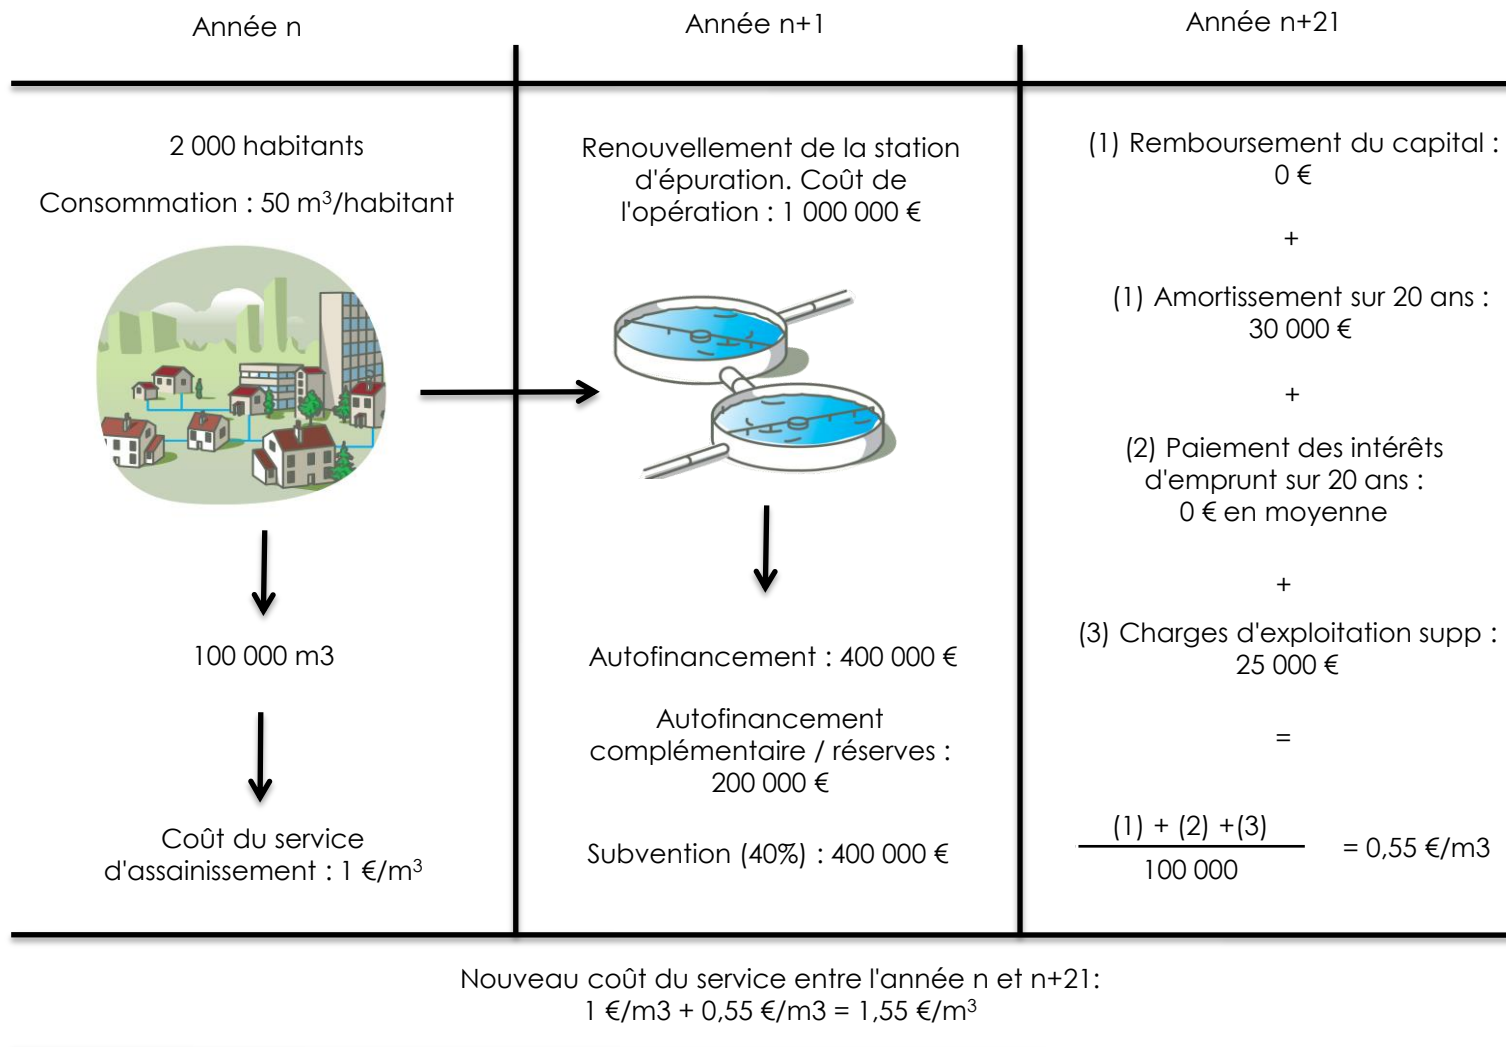 Année n
Année n+1
Année n+21
2 000 habitants
Consommation : 50 m³/habitant
100 000 m3
Coût du service
d'assainissement : 1 €/m³
Renouvellement de la station
d'épuration. Coût de
l'opération : 1 000 000 €
Autofinancement : 400 000 €
Autofinancement
complémentaire / réserves :
200 000 €
Subvention (40%) : 400 000 €
(1) Remboursement du capital :
0 €
+
(1) Amortissement sur 20 ans :
30 000 €
+
(2) Paiement des intérêts
d'emprunt sur 20 ans :
0 € en moyenne
+
(3) Charges d'exploitation supp :
25 000 €
=
(1) + (2) +(3)
100 000
= 0,55 €/m3
Nouveau coût du service entre l'année n et n+21:
1 €/m3 + 0,55 €/m3 = 1,55 €/m³